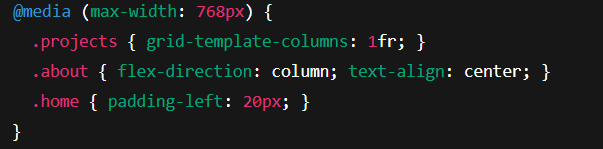 @media (max-width: 768px) {
  .projects { grid-template-columns: 1fr; }
  .about { flex-direction: column; text-align: center; }
  .home { padding-left: 20px; }
}